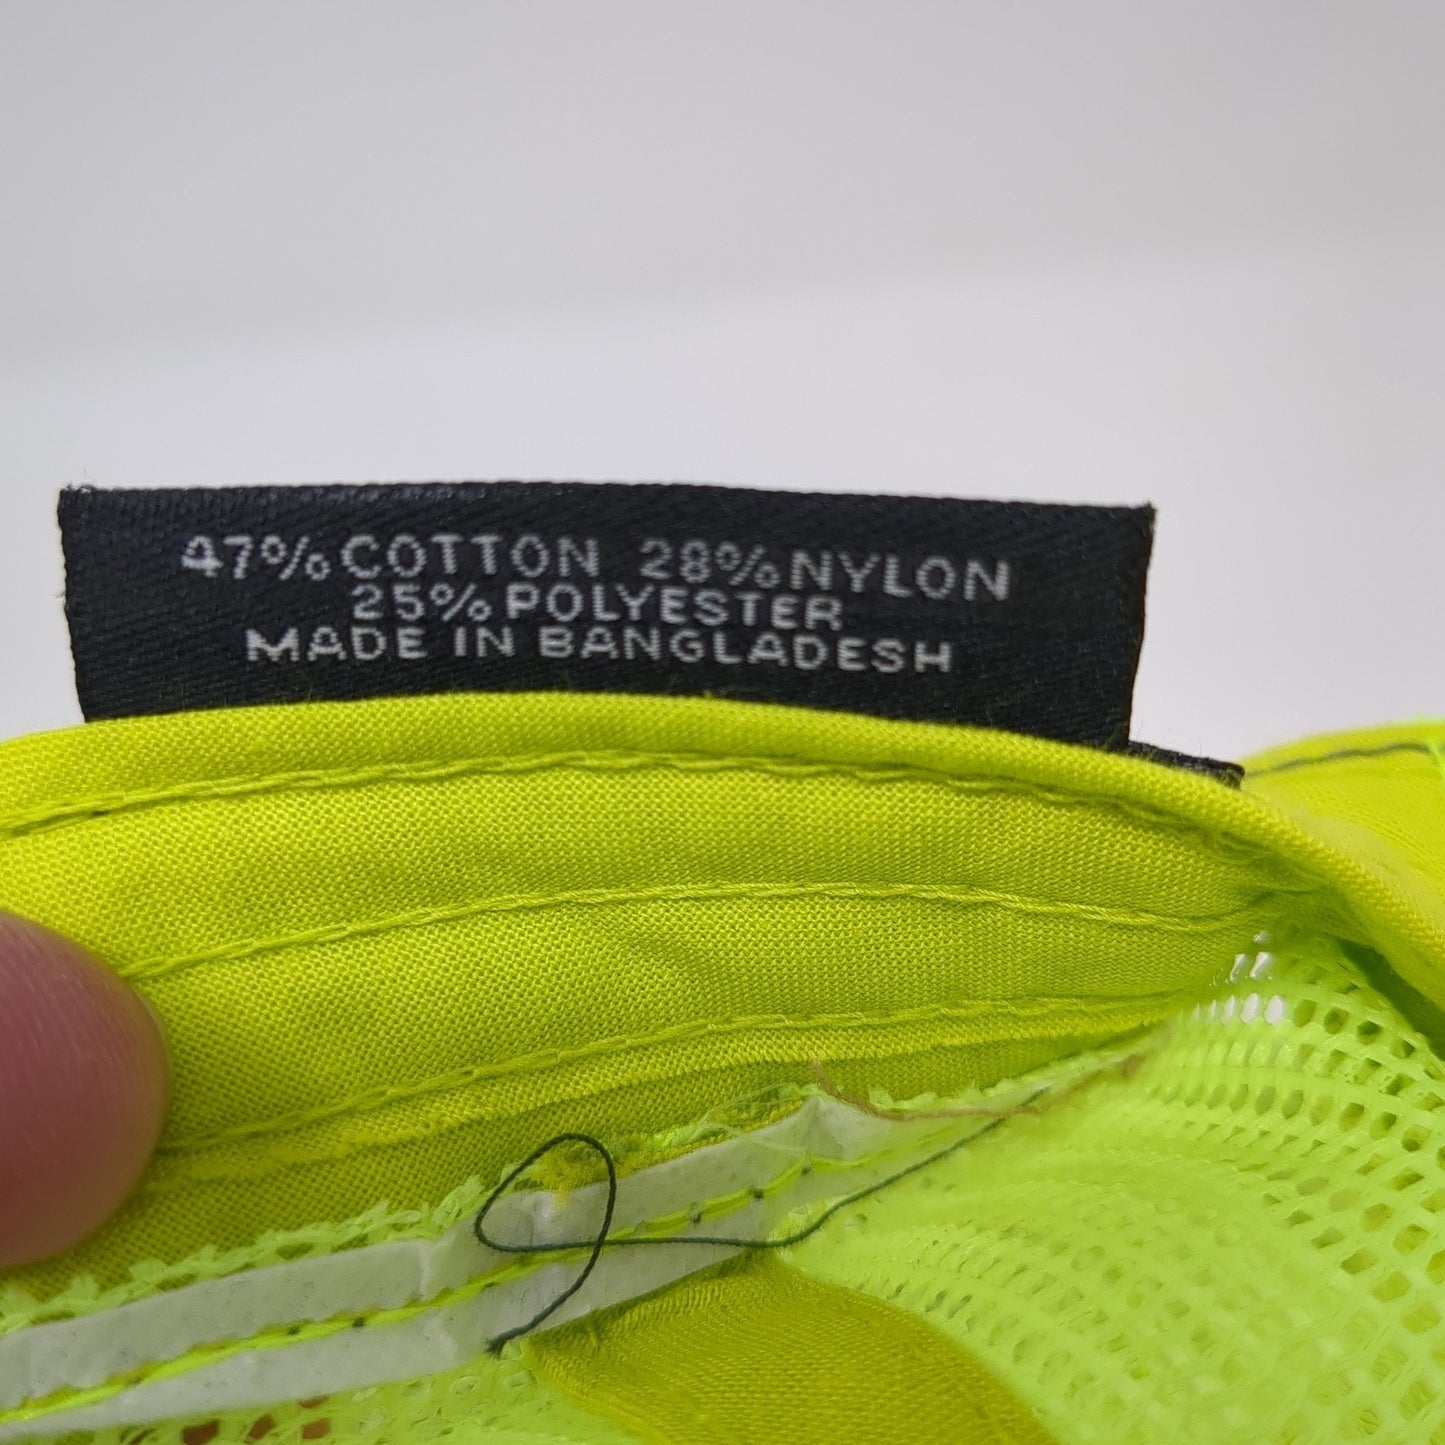 47% COTTON 28% NYLON
25% POLYESTER
MADE IN BANGLADESH